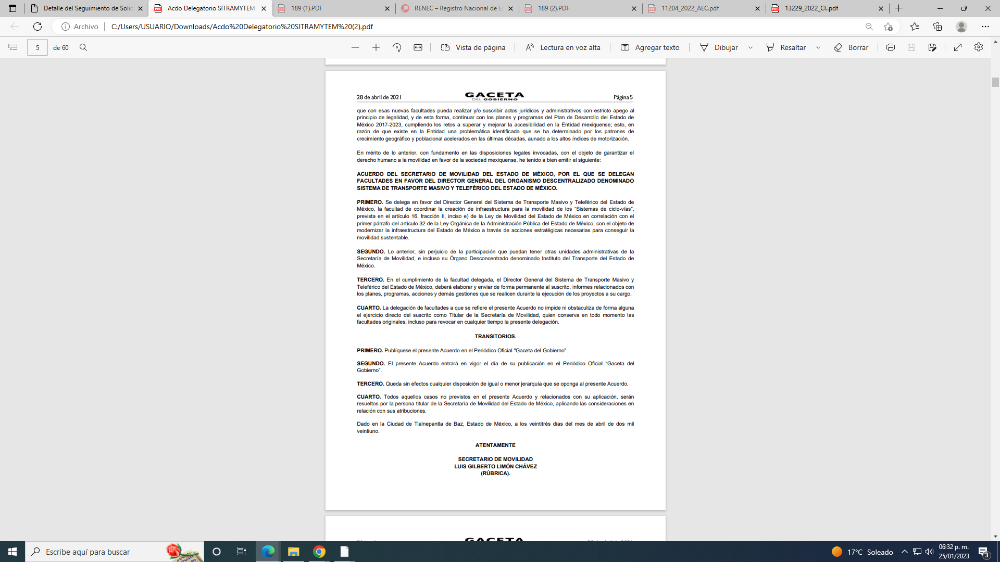 Detalle del Seguimiento de Solic
Acdo Delegatorio SITRAMYTEM
189 (1).PDF
RENEC – Registro Nacional de E
189 (2).PDF
11204_2022_AEC.pdf
13229_2022_CI..pdf
Archivo
C:/Users/USUARIO/Downloads/Acdo%20Delegatorio%20SITRAMYTEM%20(2).pdf
5 de 60
Vista de página
Lectura en voz alta
Agregar texto
Dibujar
Resaltar
Borrar
28 de abril de 2021
GACETA
DEL GOBIERNO
Página 5
que con esas nuevas facultades pueda realizar y/o suscribir actos jurídicos y administrativos con estricto apego al
principio de legalidad, y de esta forma, continuar con los planes y programas del Plan de Desarrollo del Estado de
México 2017-2023, cumpliendo los retos a superar y mejorar la accesibilidad en la Entidad mexiquense; esto, en
razón de que existe en la Entidad una problemática identificada que se ha determinado por los patrones de
crecimiento geográfico y poblacional acelerados en las últimas décadas, aunado a los altos índices de motorización.
En mérito de lo anterior, con fundamento en las disposiciones legales invocadas, con el objeto de garantizar el
derecho humano a la movilidad en favor de la sociedad mexiquense, he tenido a bien emitir el siguiente:
ACUERDO DEL SECRETARIO DE MOVILIDAD DEL ESTADO DE MÉXICO, POR EL QUE SE DELEGAN
FACULTADES EN FAVOR DEL DIRECTOR GENERAL DEL ORGANISMO DESCENTRALIZADO DENOMINADO
SISTEMA DE TRANSPORTE MASIVO Y TELEFÉRICO DEL ESTADO DE MÉXICO.
PRIMERO. Se delega en favor del Director General del Sistema de Transporte Masivo y Teleférico del Estado de
México, la facultad de coordinar la creación de infraestructura para la movilidad de los “Sistemas de ciclo-vías”,
prevista en el artículo 16, fracción II, inciso e) de la Ley de Movilidad del Estado de México en correlación con el
primer párrafo del artículo 32 de la Ley Orgánica de la Administración Pública del Estado de México, con el objeto de
modernizar la infraestructura del Estado de México a través de acciones estratégicas necesarias para conseguir la
movilidad sustentable.
SEGUNDO. Lo anterior, sin perjuicio de la participación que puedan tener otras unidades administrativas de la
Secretaría de Movilidad, e incluso su Órgano Desconcentrado denominado Instituto del Transporte del Estado de
México.
TERCERO. En el cumplimiento de la facultad delegada, el Director General del Sistema de Transporte Masivo y
Teleférico del Estado de México, deberá elaborar y enviar de forma permanente al suscrito, informes relacionados con
los planes, programas, acciones y demás gestiones que se realicen durante la ejecución de los proyectos a su cargo.
CUARTO. La delegación de facultades a que se refiere el presente Acuerdo no impide ni obstaculiza de forma alguna
el ejercicio directo del suscrito como Titular de la Secretaría de Movilidad, quien conserva en todo momento las
facultades originales, incluso para revocar en cualquier tiempo la presente delegación.
TRANSITORIOS.
PRIMERO. Publíquese el presente Acuerdo en el Periódico Oficial "Gaceta del Gobierno".
SEGUNDO. El presente Acuerdo entrará en vigor el día de su publicación en el Periódico Oficial “Gaceta del
Gobierno”.
TERCERO. Queda sin efectos cualquier disposición de igual o menor jerarquía que se oponga al presente Acuerdo.
CUARTO. Todos aquellos casos no previstos en el presente Acuerdo y relacionados con su aplicación, serán
resueltos por la persona titular de la Secretaría de Movilidad del Estado de México, aplicando las consideraciones en
relación con sus atribuciones.
Dado en la Ciudad de Tlalnepantla de Baz, Estado de México, a los veintitrés días del mes de abril de dos mil
veintiuno.
ATENTAMENTE
SECRETARIO DE MOVILIDAD
LUIS GILBERTO LIMÓN CHÁVEZ
(RÚBRICA).
GACETA
Escribe aquí para buscar
17°C Soleado
06:32 p. m.
25/01/2023
3